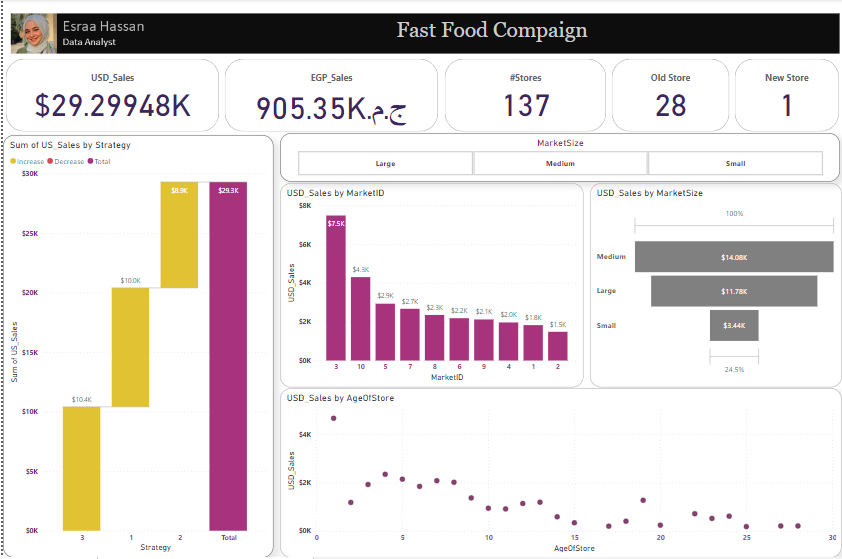 Esraa Hassan
Data Analyst
Fast Food Compaign
USD_Sales
$29.29948K
EGP_Sales
905.35K ج.م.
#Stores
137
Old Store
28
New Store
1
Sum of US_Sales by Strategy
Increase Decrease Total
$30K
$25K
$20K
$15K
$10K
$5K
$0K
Sum of US_Sales
$10.4K
$10.0K
$8.9K
$29.3K
3 1 2 Total
Strategy
MarketSize
Large Medium Small
USD_Sales by MarketID
$8K
$6K
$4K
$2K
$0K
USD_Sales
$7.5K
$4.3K
$2.9K
$2.7K
$2.3K
$2.2K
$2.1K
$2.0K
$1.8K
$1.5K
3 10 5 7 8 6 9 4 1 2
MarketID
USD_Sales by MarketSize
100%
Medium $14.08K
Large $11.78K
Small $3.44K
24.5%
USD_Sales by AgeOfStore
$4K
$2K
$0K
USD_Sales
0 5 10 15 20 25 30
AgeOfStore